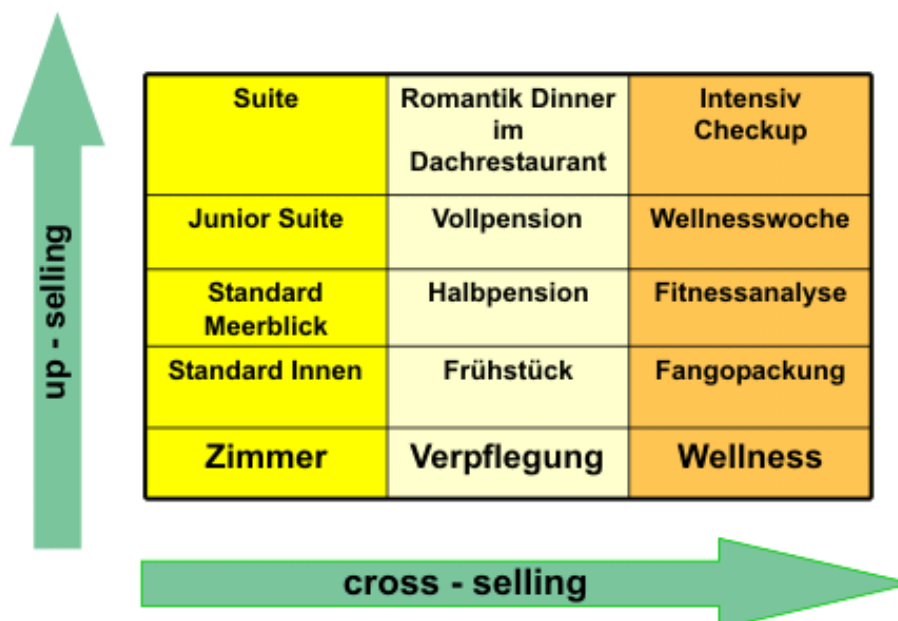 up - selling
Suite
Romantik Dinner
im
Dachrestaurant
Intensiv
Checkup
Junior Suite
Vollpension
Wellnesswoche
Standard
Meerblick
Halbpension
Fitnessanalyse
Standard Innen
Frühstück
Fangopackung
Zimmer
Verpflegung
Wellness
cross - selling